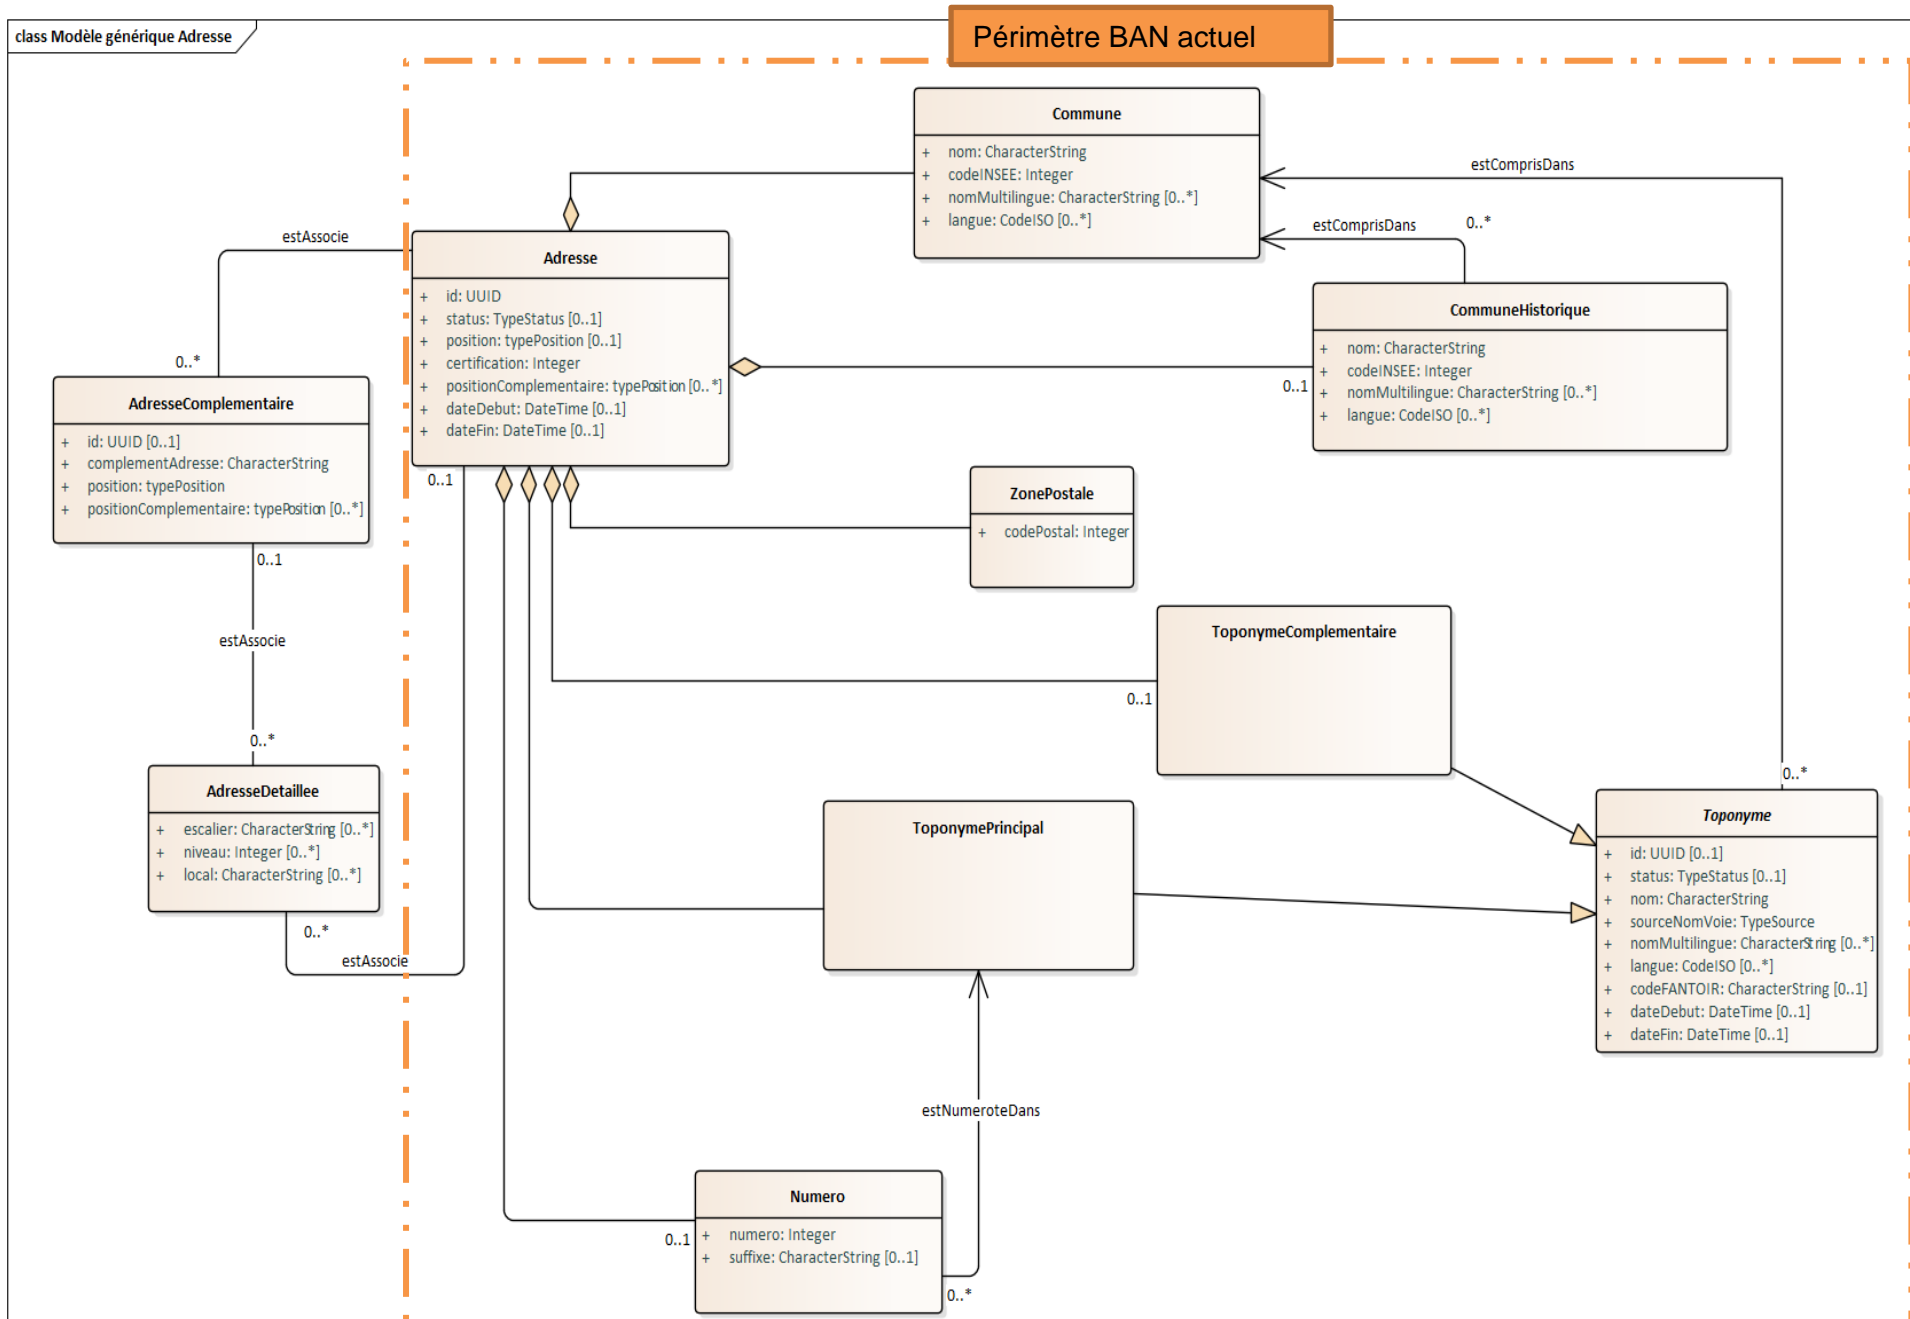 Périmètre BAN actuel
class Modèle générique Adresse
Commune
+ nom: CharacterString
+ codeINSEE: Integer
+ nomMultilingue: CharacterString [0..*]
+ langue: CodeISO [0..*]
estComprisDans
estComprisDans
0..*
estAssocie
Adresse
+ id: UUID
+ status: TypeStatus [0..1]
+ position: typePosition [0..1]
+ certification: Integer
+ positionComplementaire: typePosition [0..*]
+ dateDebut: DateTime [0..1]
+ dateFin: DateTime [0..1]
CommuneHistorique
+ nom: CharacterString
+ codeINSEE: Integer
+ nomMultilingue: CharacterString [0..*]
+ langue: CodeISO [0..*]
0..1
0..*
AdresseComplementaire
+ id: UUID [0..1]
+ complementAdresse: CharacterString
+ position: typePosition
+ positionComplementaire: typePosition [0..*]
0..1
0..1
ZonePostale
+ codePostal: Integer
ToponymeComplementaire
0..1
estAssocie
0..*
AdresseDetaillee
+ escalier: CharacterString [0..*]
+ niveau: Integer [0..*]
+ local: CharacterString [0..*]
0..*
estAssocie
ToponymePrincipal
0..*
Toponyme
+ id: UUID [0..1]
+ status: TypeStatus [0..1]
+ nom: CharacterString
+ sourceNomVoie: TypeSource
+ nomMultilingue: CharacterString [0..*]
+ langue: CodeISO [0..*]
+ codeFANTOIR: CharacterString [0..1]
+ dateDebut: DateTime [0..1]
+ dateFin: DateTime [0..1]
estNumeroteDans
Numero
+ numero: Integer
+ suffixe: CharacterString [0..1]
0..1
0..*